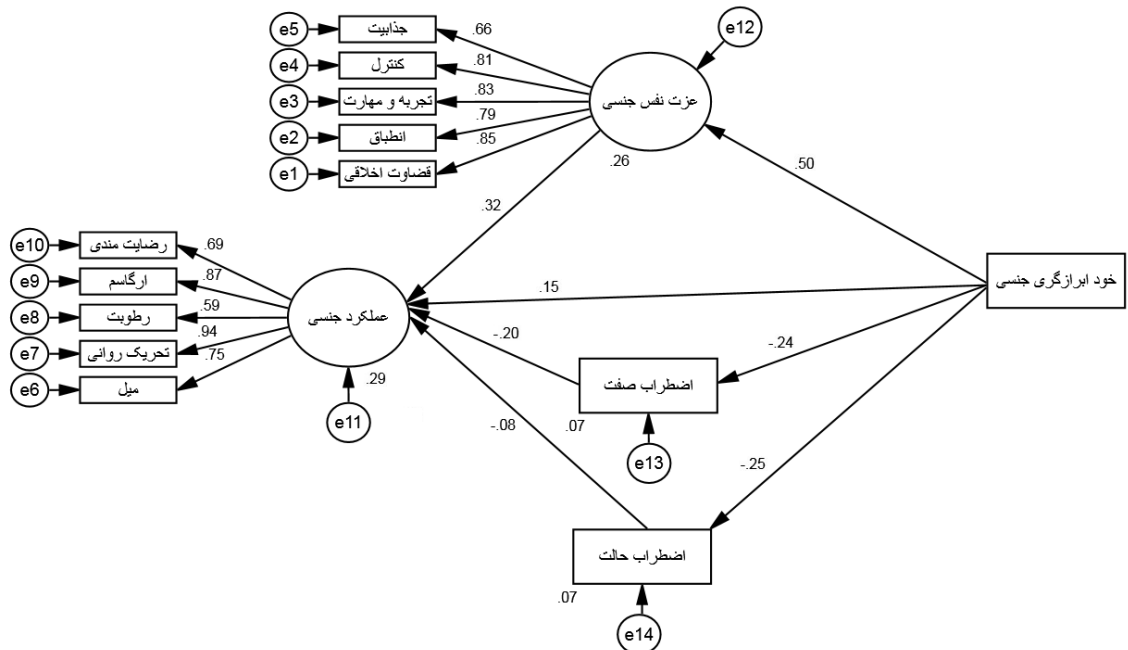 e12
e5
جذابیت
.66
e4
کنترل
.81
e3
تجربه و مهارت
.83
عزت نفس جنسی
e2
انطباق
.79
e1
قضاوت اخلاقی
.85
.26
.50
.32
e10
رضایت مندی
.69
e9
ارگاسم
.87
خود ابرازگری جنسی
.15
e8
رطوبت
.59
عملکرد جنسی
e7
تحریک روانی
.94
-.20
-.24
e6
میل
.75
.29
اضطراب صفت
e11
-.08
.07
e13
-.25
اضطراب حالت
.07
e14